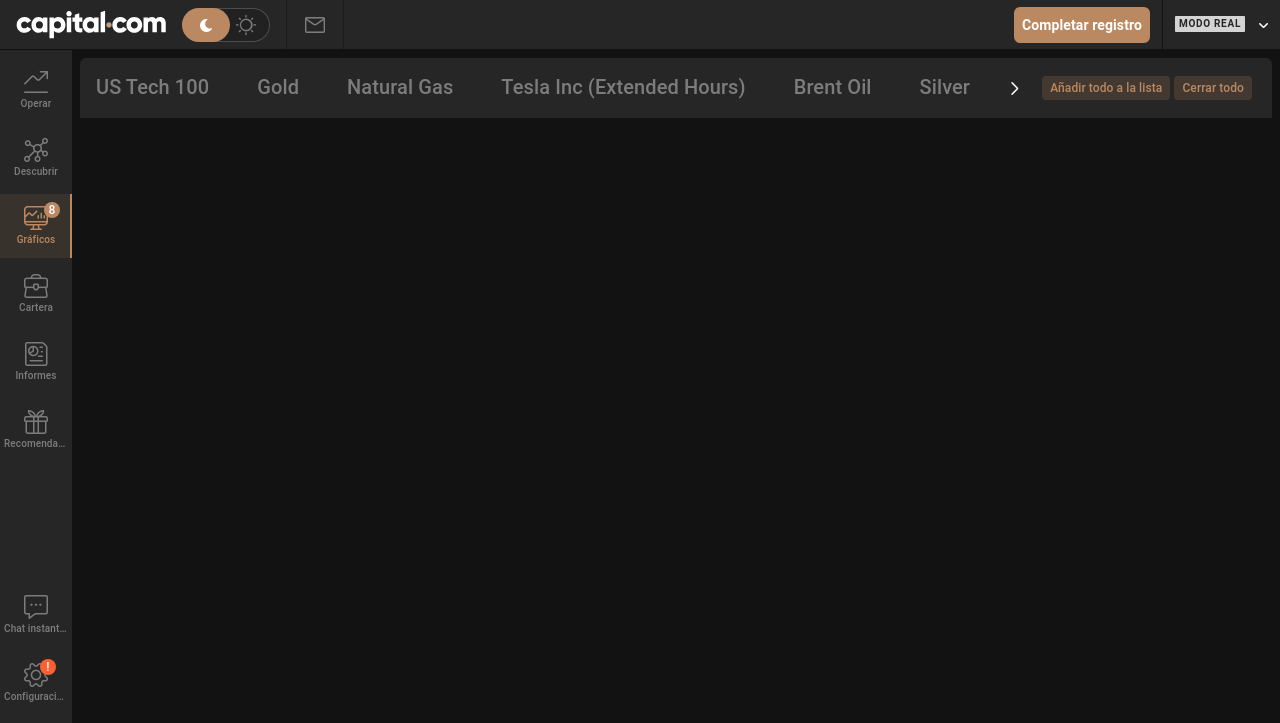 capital.com
Completar registro
MODO REAL
Operar
Descubrir
8
Gráficos
Cartera
Informes
Recomenda...
Chat instant...
!
Configuraci...
US Tech 100
Gold
Natural Gas
Tesla Inc (Extended Hours)
Brent Oil
Silver
Añadir todo a la lista
Cerrar todo